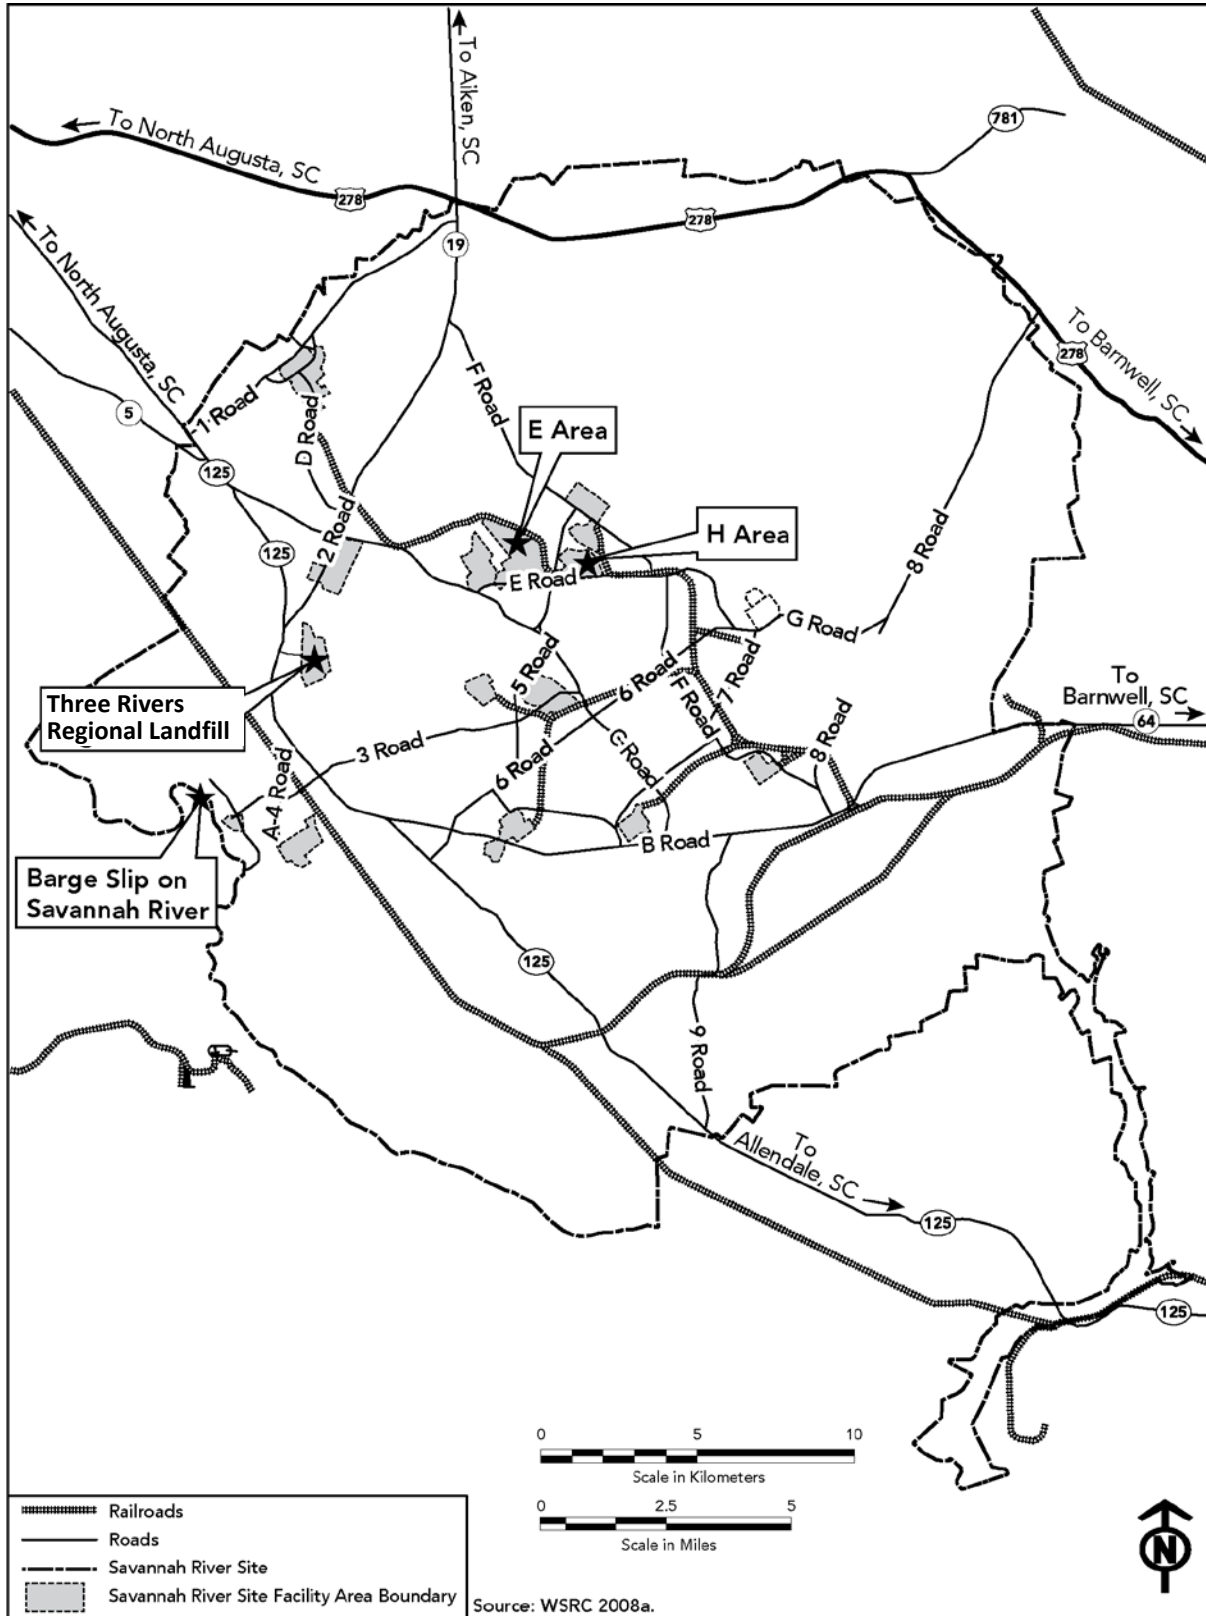 To Aiken, SC
781
To North Augusta, SC
278
278
19
To North Augusta, SC
To Barnwell, SC
278
F Road
1 Road
5
D Road
E Area
125
2 Road
H Area
125
8 Road
E Road
G Road
5 Road
6 Road
7 Road
F Road
To
Barnwell, SC
64
Three Rivers
Regional Landfill
3 Road
6 Road
G Road
8 Road
A-4 Road
B Road
Barge Slip on
Savannah River
125
9 Road
To
Allendale, SC
125
125
0 5 10
Scale in Kilometers
0 2.5 5
Scale in Miles
N
Railroads
Roads
Savannah River Site
Savannah River Site Facility Area Boundary
Source: WSRC 2008a.